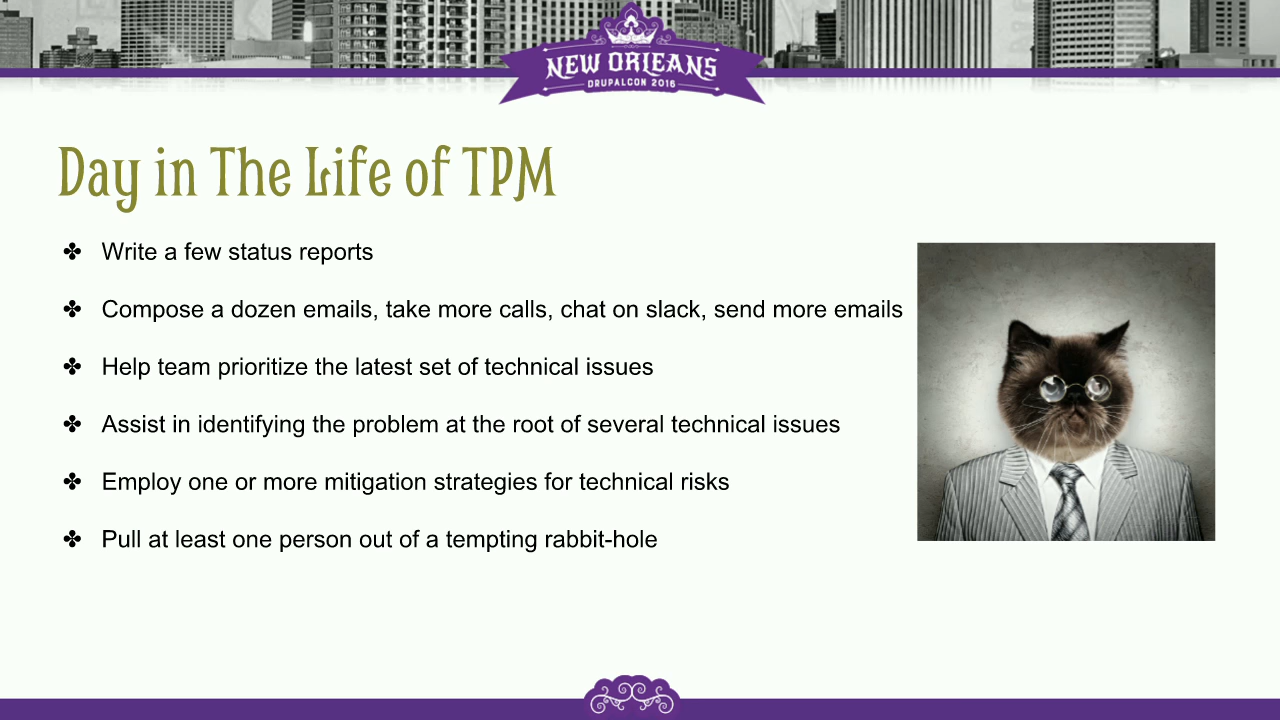 NEW ORLEANS
DRUPALCON 2016
Day in The Life of TPM
✤ Write a few status reports
✤ Compose a dozen emails, take more calls, chat on slack, send more emails
✤ Help team prioritize the latest set of technical issues
✤ Assist in identifying the problem at the root of several technical issues
✤ Employ one or more mitigation strategies for technical risks
✤ Pull at least one person out of a tempting rabbit-hole